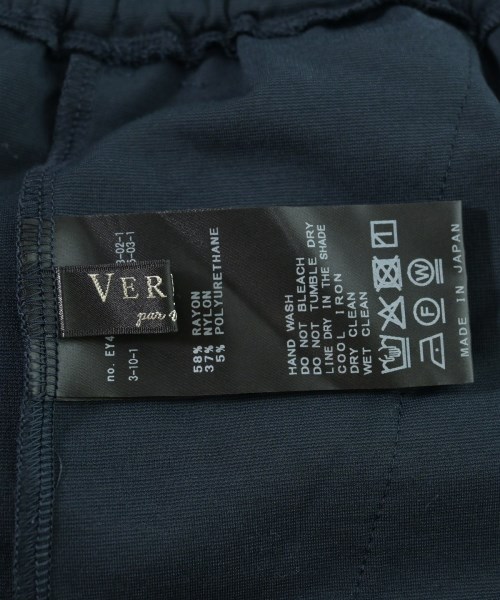 VER
par
no. EY4
3-10-1
3-02-1
3-03-1
58% RAYON
37% NYLON
5% POLYURETHANE
HAND WASH
DO NOT BLEACH
DO NOT TUMBLE DRY
LINE DRY IN THE SHADE
COOL IRON
DRY CLEAN
WET CLEAN
P W
MADE IN JAPAN